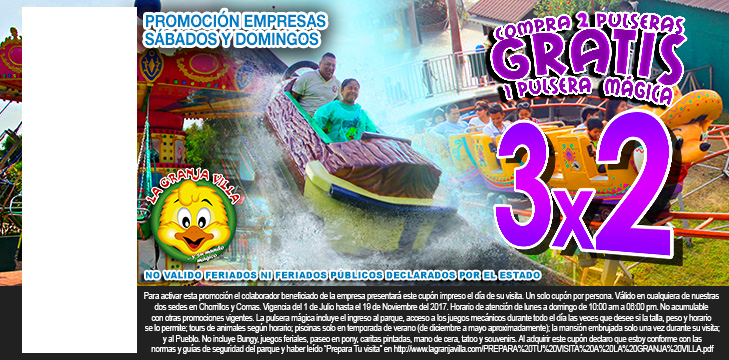 PROMOCIÓN EMPRESAS
SÁBADOS Y DOMINGOS
COMPRA 2 PULSERAS
GRATIS
1 PULSERA MÁGICA
3x2
LA GRANJA VILLA
...y su mundo
mágico
NO VALIDO FERIADOS NI FERIADOS PÚBLICOS DECLARADOS POR EL ESTADO
Para activar esta promoción el colaborador beneficiado de la empresa presentará este cupón impreso el día de su visita. Un solo cupón por persona. Válido en cualquiera de nuestras
dos sedes en Chorrillos y Comas. Vigencia del 1 de Julio hasta el 19 de Noviembre del 2017. Horario de atención de lunes a domingo de 10:00 am a 06:00 pm. No acumulable
con otras promociones vigentes. La pulsera mágica incluye el ingreso al parque, acceso a los juegos mecánicos durante todo el día las veces que desee si la talla, peso y horario
se lo permite; tours de animales según horario; piscinas solo en temporada de verano (de diciembre a mayo aproximadamente); la mansión embrujada solo una vez durante su visita;
y al Pueblo. No incluye Bungy, juegos feriales, paseo en pony, caritas pintadas, mano de cera, tatoo y souvenirs. Al adquirir este cupón declaro que estoy conforme con las
normas y guías de seguridad del parque y haber leído "Prepara Tu visita" en http://www.lagranjavilla.com/PREPARA%20TU%20VISITA%20A%20LA%20GRANJA%20VILLA.pdf